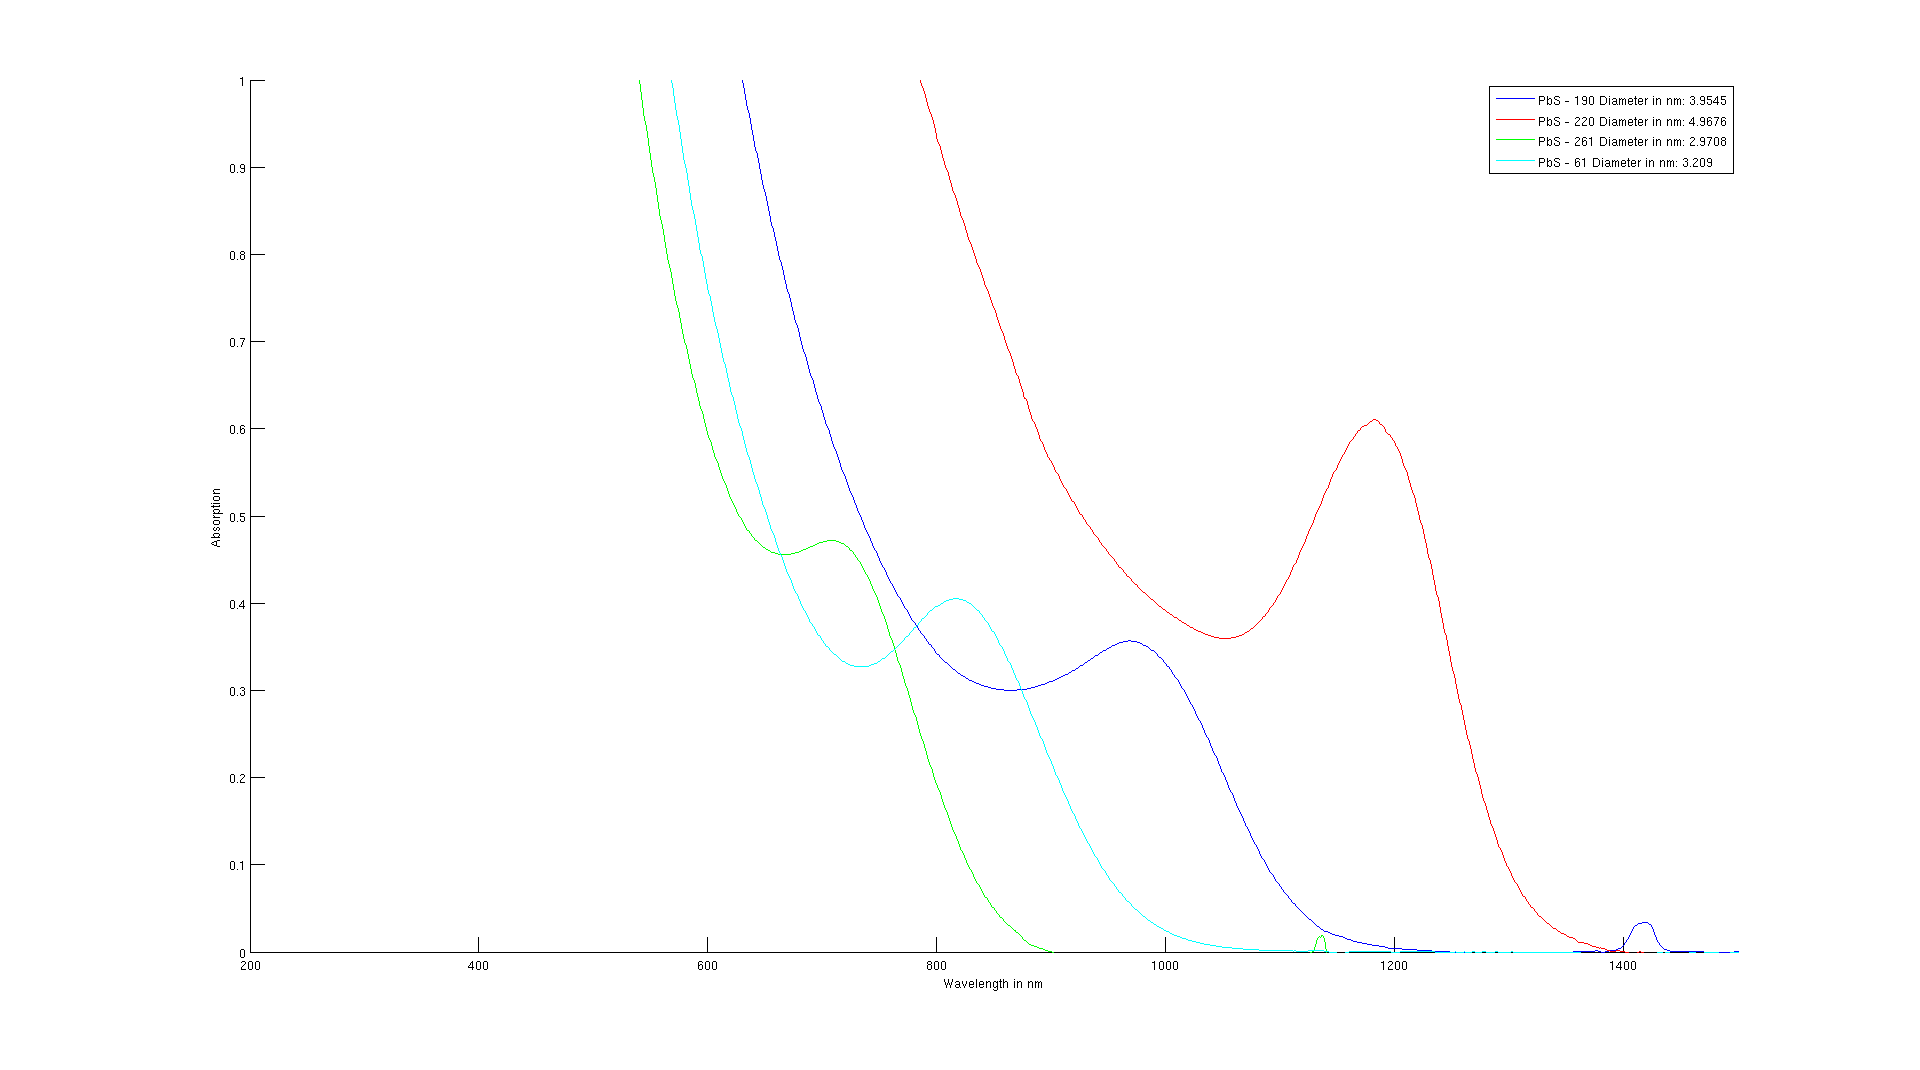 1
0.9
0.8
0.7
0.6
0.5
0.4
0.3
0.2
0.1
0
Absorption
200 400 600 800 1000 1200 1400
Wavelength in nm
PbS - 190 Diameter in nm: 3.9545
PbS - 220 Diameter in nm: 4.9676
PbS - 261 Diameter in nm: 2.9708
PbS - 61 Diameter in nm: 3.209